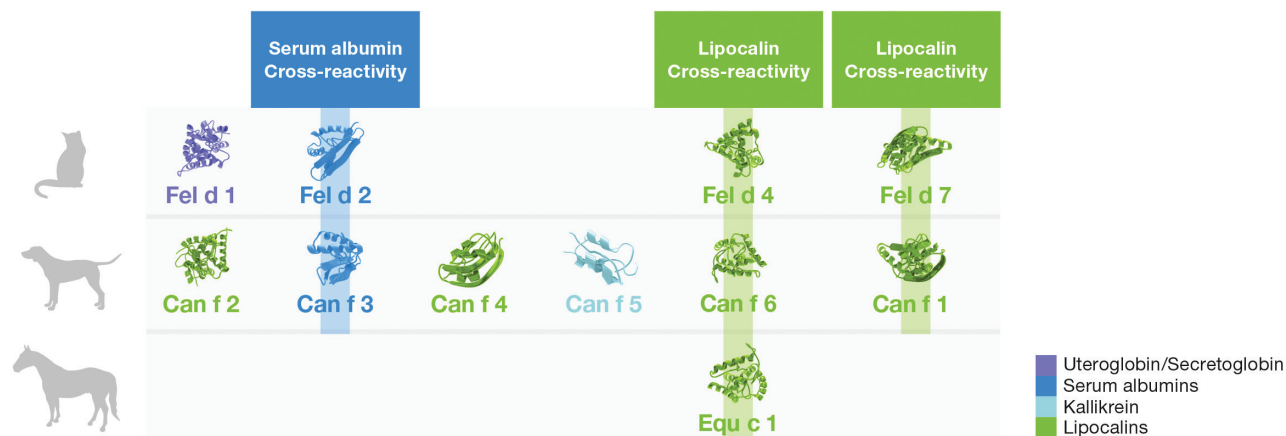 Serum albumin
Cross-reactivity
Lipocalin
Cross-reactivity
Lipocalin
Cross-reactivity
Fel d 1
Fel d 2
Fel d 4
Fel d 7
Can f 2
Can f 3
Can f 4
Can f 5
Can f 6
Can f 1
Equ c 1
Uteroglobin/Secretoglobin
Serum albumins
Kallikrein
Lipocalins